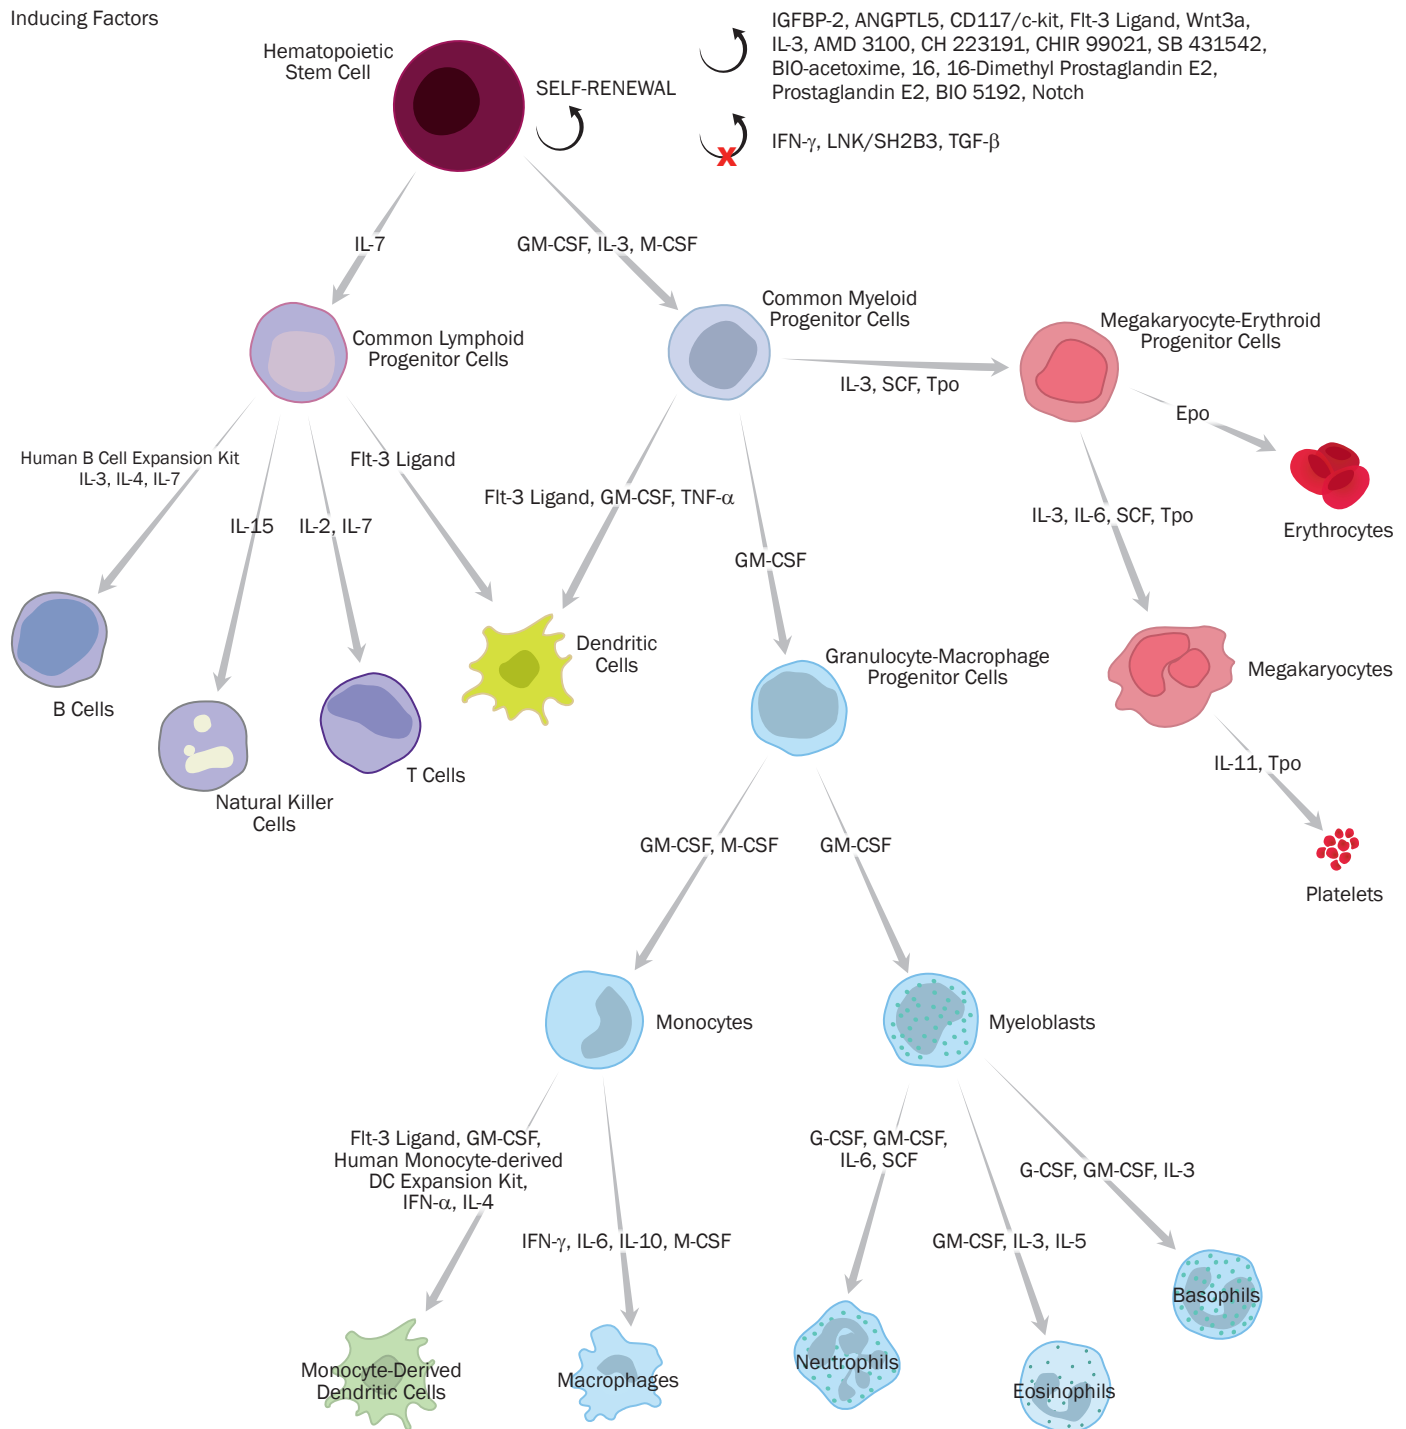 Inducing Factors
Hematopoietic
Stem Cell
SELF-RENEWAL
IGFBP-2, ANGPTL5, CD117/c-kit, Flt-3 Ligand, Wnt3a,
IL-3, AMD 3100, CH 223191, CHIR 99021, SB 431542,
BIO-acetoxime, 16, 16-Dimethyl Prostaglandin E2,
Prostaglandin E2, BIO 5192, Notch
X
IFN-γ, LNK/SH2B3, TGF-β
IL-7
GM-CSF, IL-3, M-CSF
Common Lymphoid
Progenitor Cells
Common Myeloid
Progenitor Cells
Megakaryocyte-Erythroid
Progenitor Cells
IL-3, SCF, Tpo
Epo
Erythrocytes
Human B Cell Expansion Kit
IL-3, IL-4, IL-7
IL-15
IL-2, IL-7
Flt-3 Ligand
Flt-3 Ligand, GM-CSF, TNF-α
GM-CSF
IL-3, IL-6, SCF, Tpo
B Cells
Natural Killer
Cells
T Cells
Dendritic
Cells
Granulocyte-Macrophage
Progenitor Cells
Megakaryocytes
IL-11, Tpo
Platelets
GM-CSF, M-CSF
GM-CSF
Monocytes
Myeloblasts
Flt-3 Ligand, GM-CSF,
Human Monocyte-derived
DC Expansion Kit,
IFN-α, IL-4
IFN-γ, IL-6, IL-10, M-CSF
G-CSF, GM-CSF,
IL-6, SCF
GM-CSF, IL-3, IL-5
G-CSF, GM-CSF, IL-3
Monocyte-Derived
Dendritic Cells
Macrophages
Neutrophils
Eosinophils
Basophils